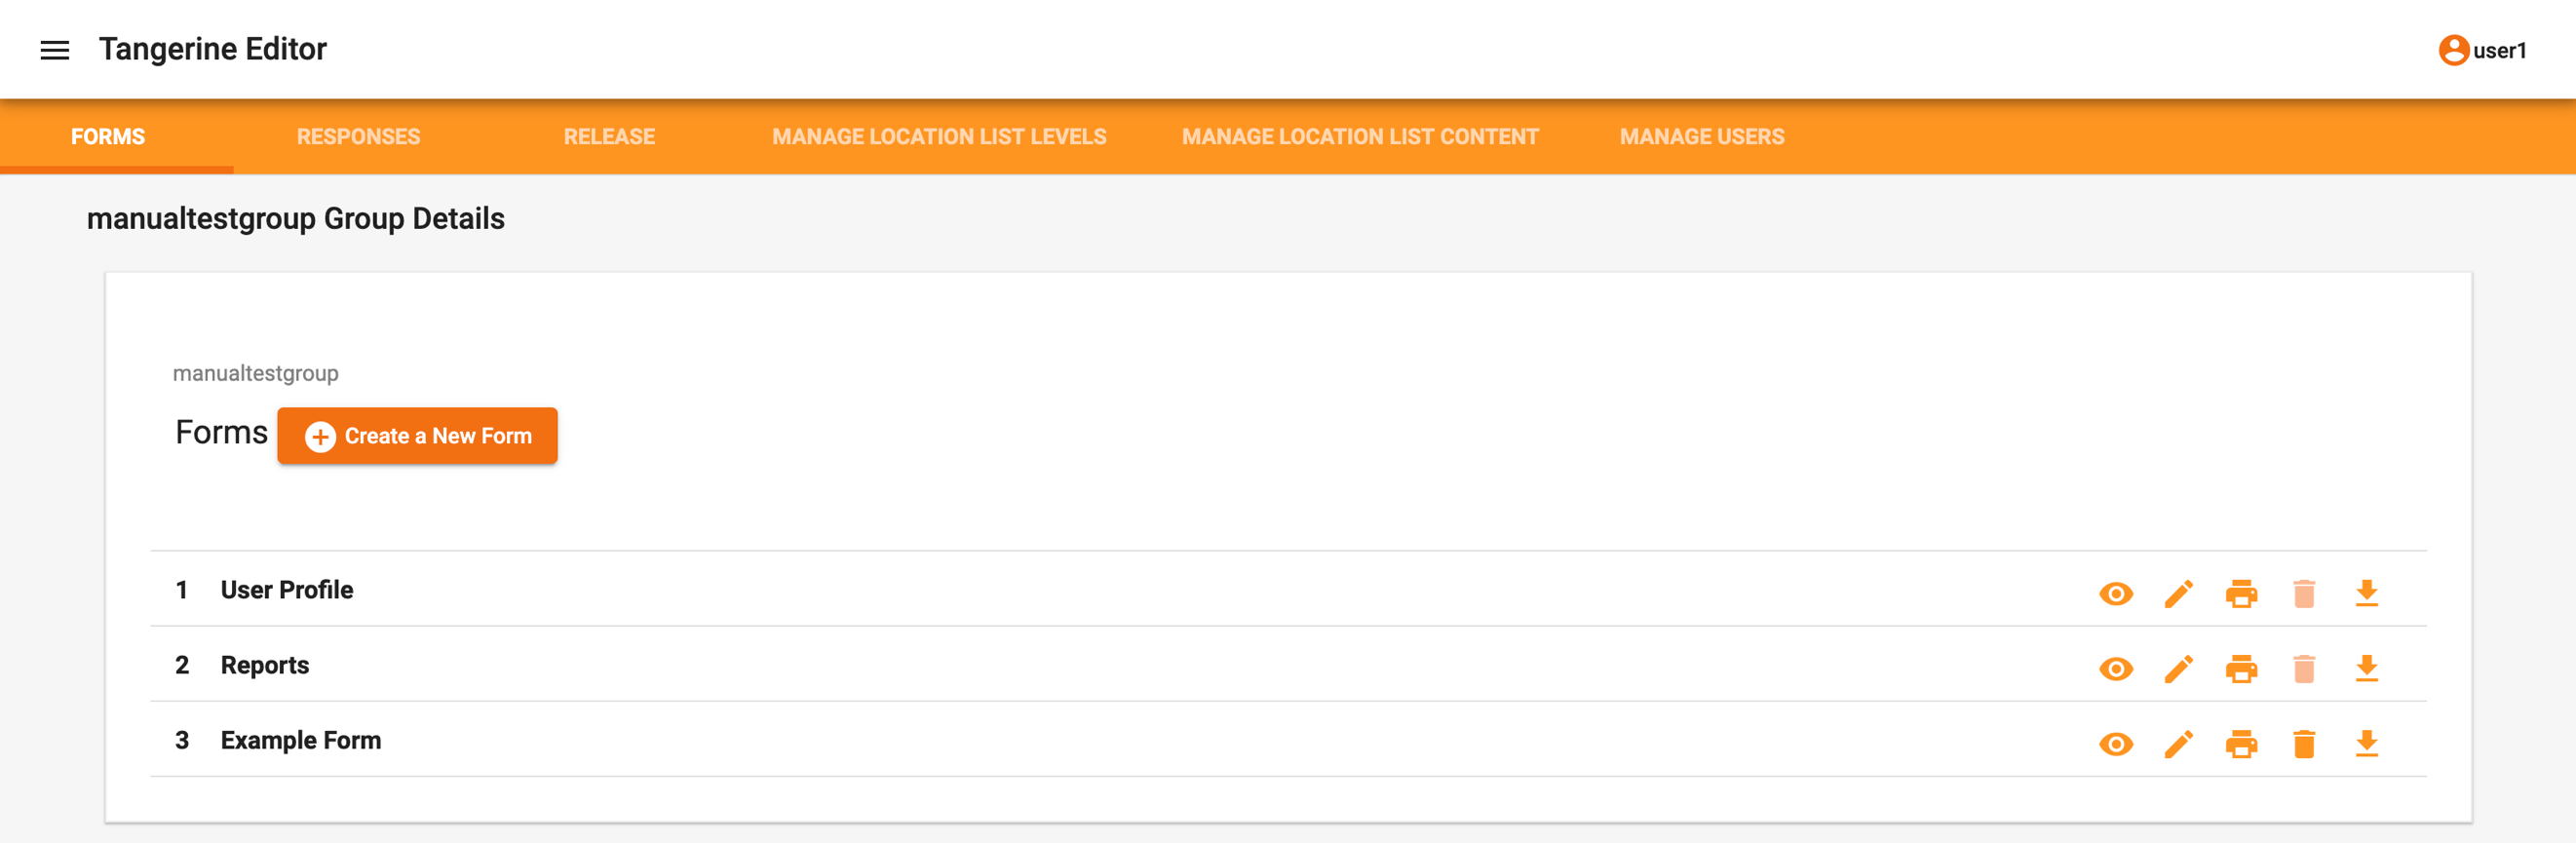 Tangerine Editor
user1
FORMS RESPONSES RELEASE MANAGE LOCATION LIST LEVELS MANAGE LOCATION LIST CONTENT MANAGE USERS
manualtestgroup Group Details
manualtestgroup
Forms Create a New Form
1 User Profile
2 Reports
3 Example Form